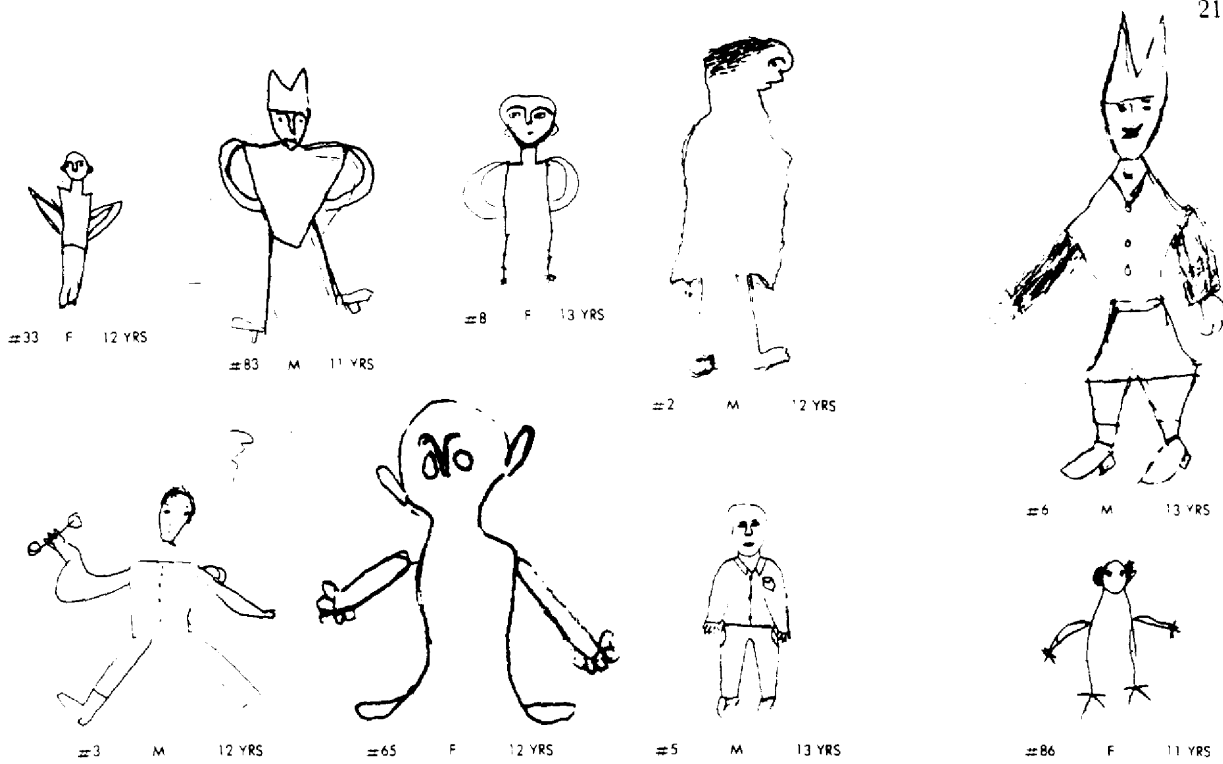 21
#33 F 12 YRS
#83 M 11 YRS
#8 F 13 YRS
#2 M 12 YRS
#6 M 13 YRS
#3 M 12 YRS
#65 F 12 YRS
#5 M 13 YRS
#86 F 11 YRS